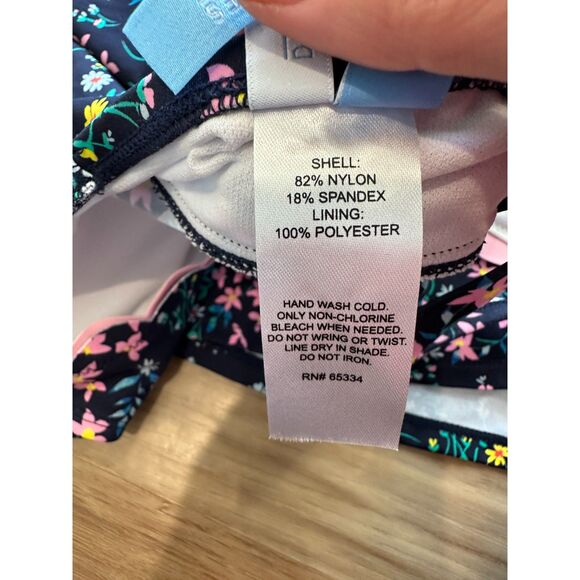 SHELL:
82% NYLON
18% SPANDEX
LINING:
100% POLYESTER
HAND WASH COLD.
ONLY NON-CHLORINE
BLEACH WHEN NEEDED.
DO NOT WRING OR TWIST.
LINE DRY IN SHADE.
DO NOT IRON.
RN# 65334